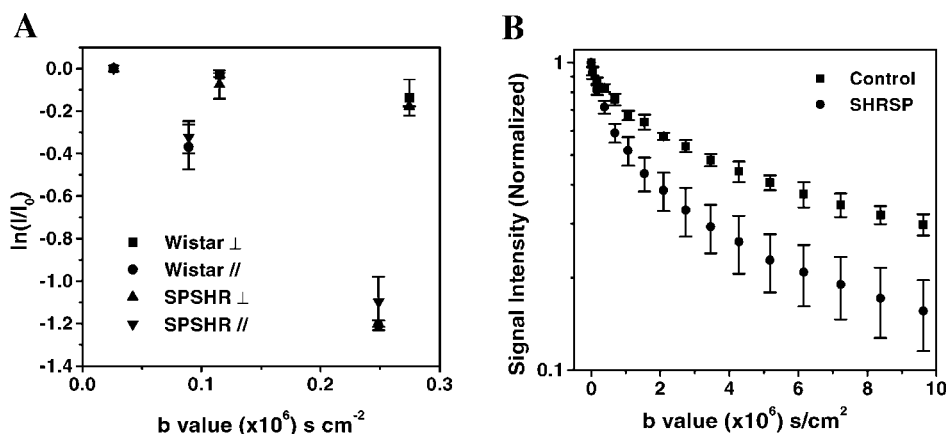 A
0.0
-0.2
-0.4
-0.6
-0.8
-1.0
-1.2
-1.4
ln(I/I₀)
Wistar ⊥
Wistar //
SPSHR ⊥
SPSHR //
0.0
0.1
0.2
0.3
b value (x10⁶) s cm⁻²
B
1
0.1
Signal Intensity (Normalized)
Control
SHRSP
0
2
4
6
8
10
b value (x10⁶) s/cm²